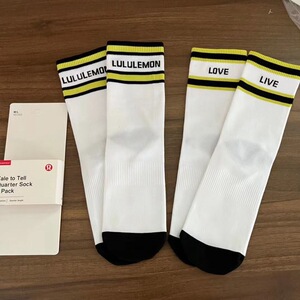 LULULEMON
LULULEMON
LOVE
LIVE
ale to Tell
uarter Sock
Pack